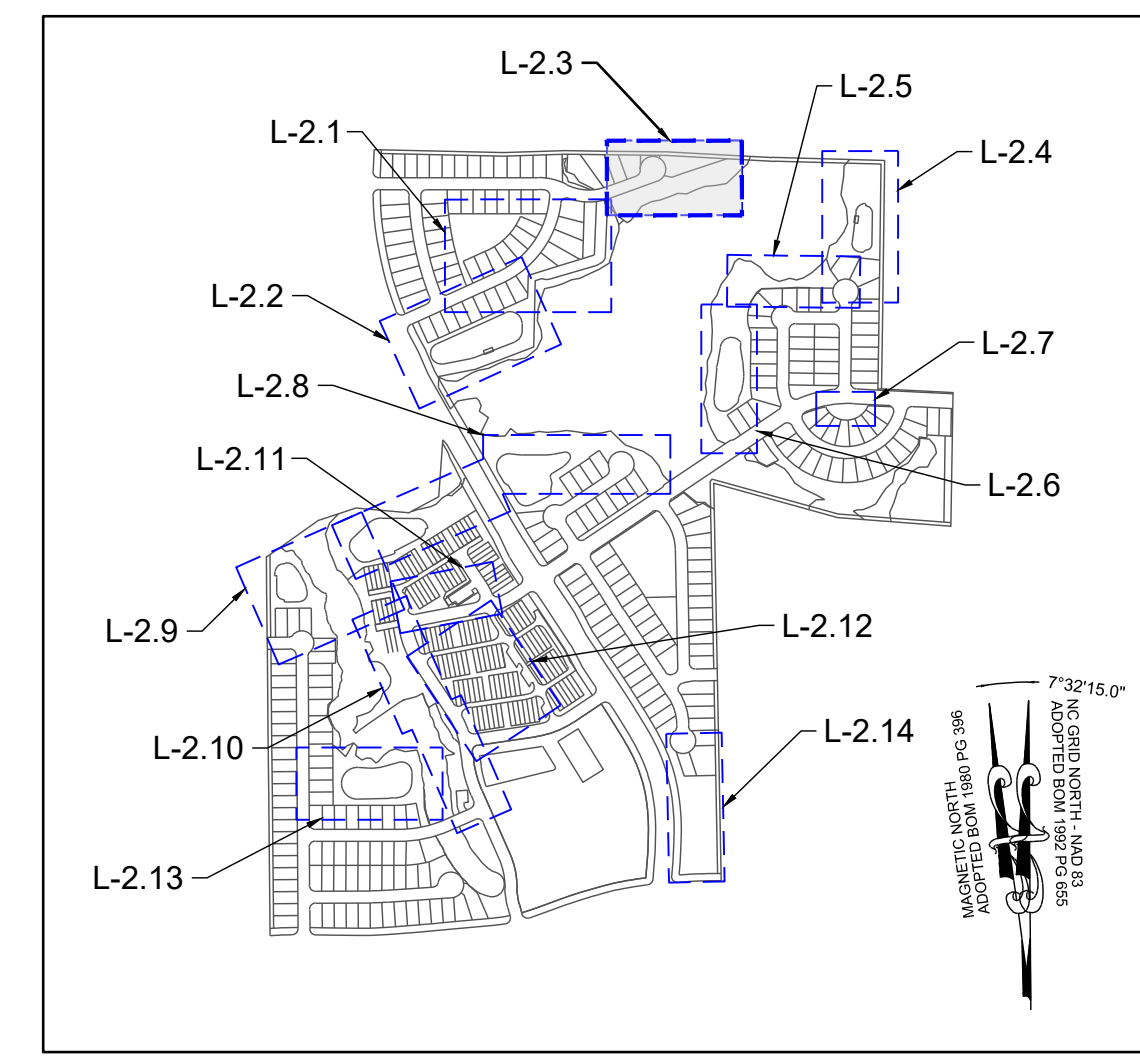 L-2.3
L-2.5
L-2.1
L-2.4
L-2.2
L-2.7
L-2.8
L-2.11
L-2.6
L-2.9
L-2.12
L-2.10
L-2.14
L-2.13
7°32'15.0"
MAGNETIC NORTH
ADOPTED BOM 1980 PG 396
NC GRID NORTH - NAD 83
ADOPTED BOM 1992 PG 655